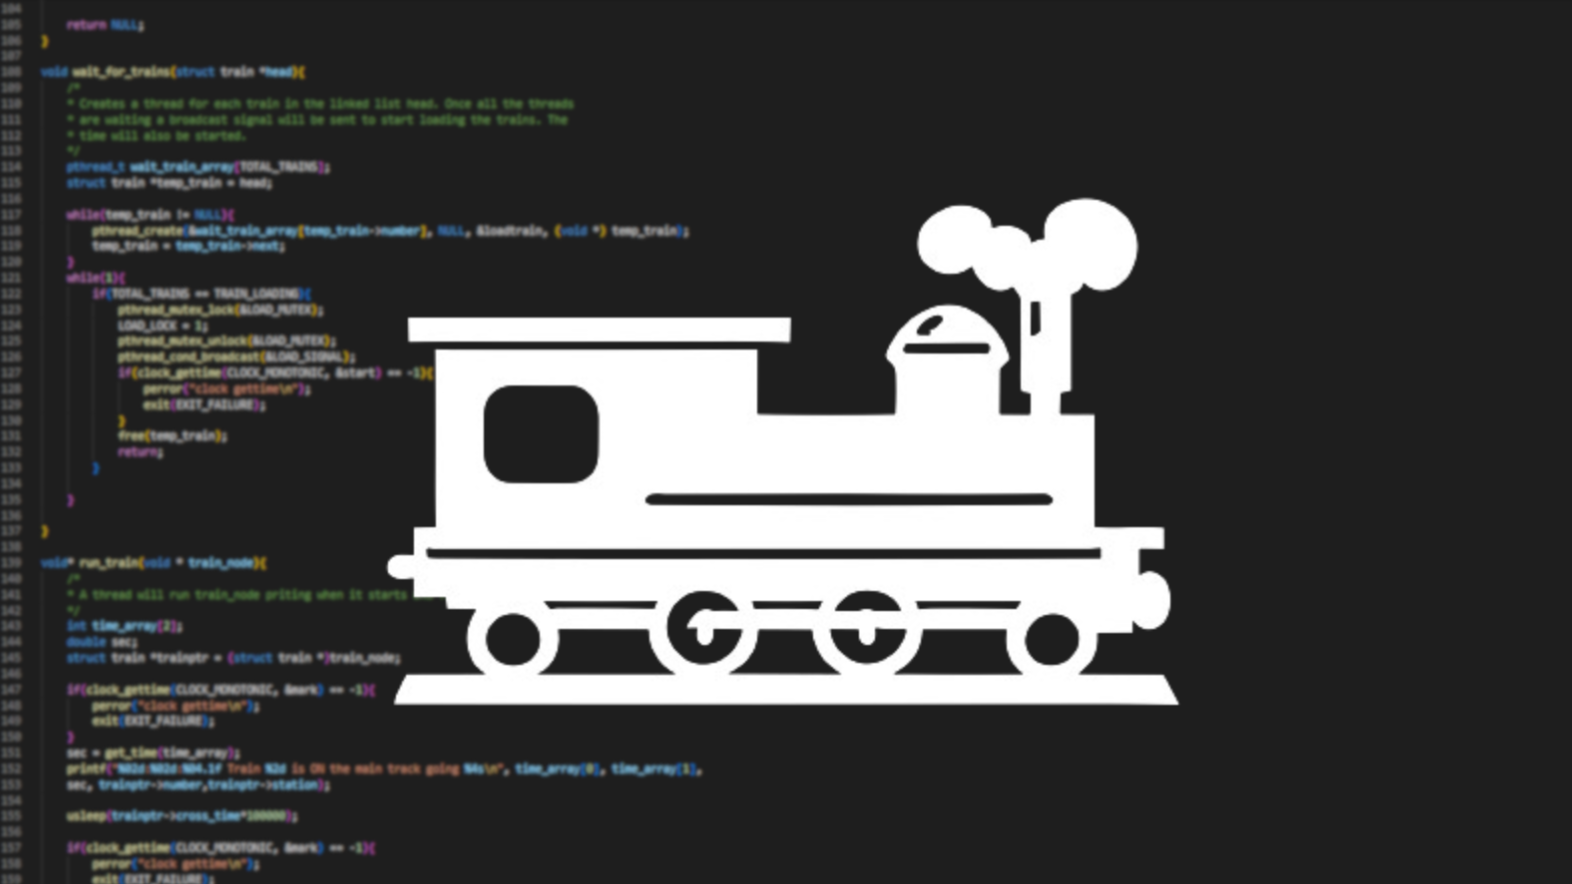 104
105 return NULL;
106 }
107
108 void wait_for_trains(struct train *head){
109 /*
110 * Creates a thread for each train in the linked list head. Once all the threads
111 * are waiting a broadcast signal will be sent to start loading the trains. The
112 * time will also be started.
113 */
114 pthread_t wait_train_array[TOTAL_TRAINS];
115 struct train *temp_train = head;
116
117 while(temp_train != NULL){
118 pthread_create(&wait_train_array[temp_train->number], NULL, &loadtrain, (void *) temp_train);
119 temp_train = temp_train->next;
120 }
121 while(1){
122 if(TOTAL_TRAINS == TRAIN_LOADING){
123 pthread_mutex_lock(&LOAD_MUTEX);
124 LOAD_LOCK = 1;
125 pthread_mutex_unlock(&LOAD_MUTEX);
126 pthread_cond_broadcast(&LOAD_SIGNAL);
127 if(clock_gettime(CLOCK_MONOTONIC, &start) == -1){
128 perror("clock gettime\n");
129 exit(EXIT_FAILURE);
130 }
131 free(temp_train);
132 return;
133 }
134
135 }
136
137 }
138
139 void* run_train(void * train_node){
140 /*
141 * A thread will run train_node priting when it starts
142 */
143 int time_array[2];
144 double sec;
145 struct train *trainptr = (struct train *)train_node;
146
147 if(clock_gettime(CLOCK_MONOTONIC, &mark) == -1){
148 perror("clock gettime\n");
149 exit(EXIT_FAILURE);
150 }
151 sec = get_time(time_array);
152 printf("%02d:%02d:%04.1f Train %2d is ON the main track going %4s\n", time_array[0], time_array[1],
153 sec, trainptr->number,trainptr->station);
154
155 usleep(trainptr->cross_time*100000);
156
157 if(clock_gettime(CLOCK_MONOTONIC, &mark) == -1){
158 perror("clock gettime\n");
159 exit(EXIT_FAILURE);